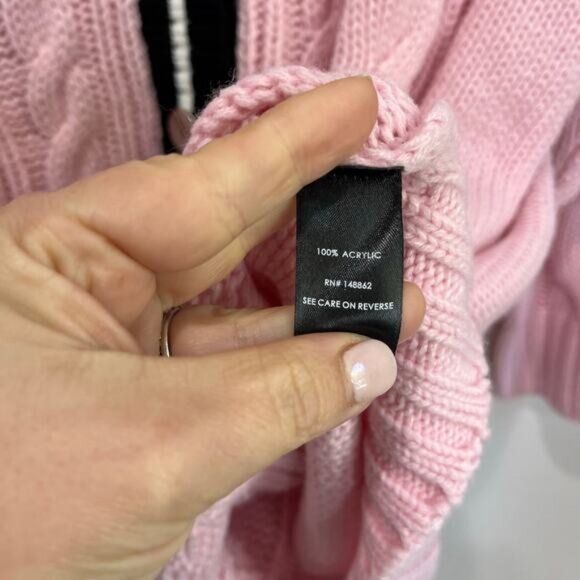 100% ACRYLIC
RN# 148862
SEE CARE ON REVERSE